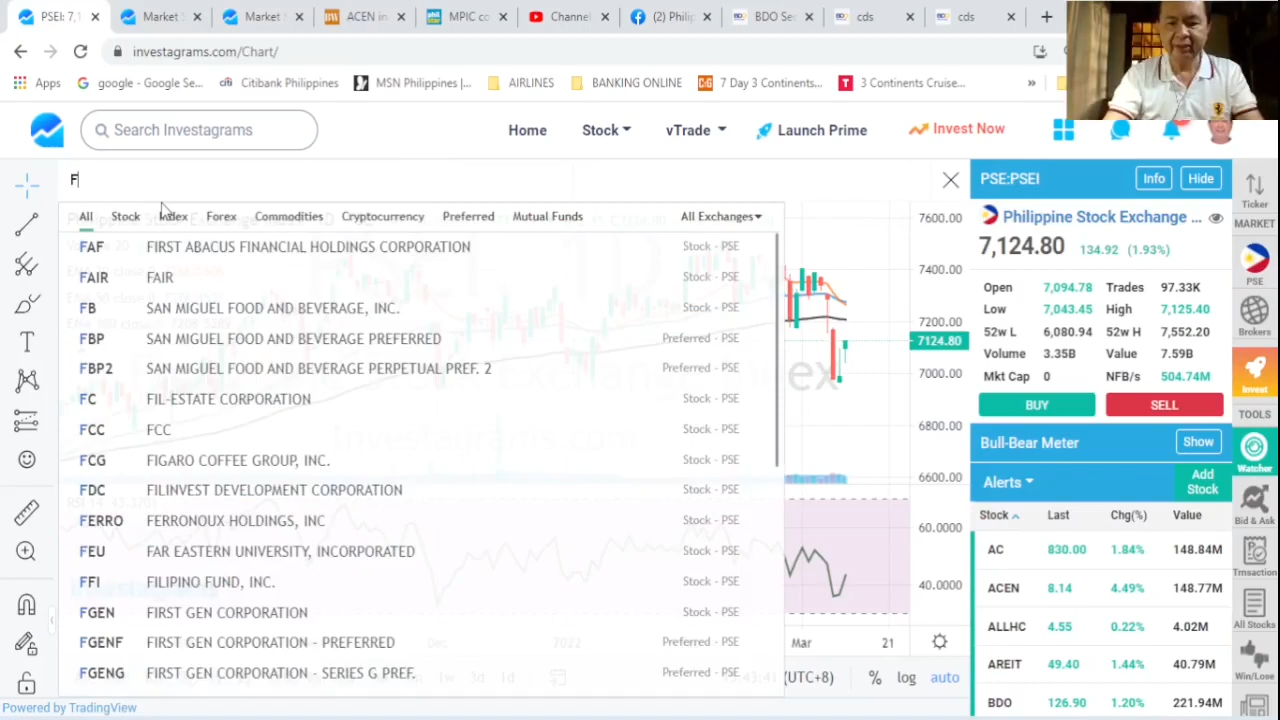 PSEI: 7,1
Market S
Market S
ACEN in
MPIC co
Channel
(2) Philip
BDO Se
cds
cds
investagrams.com/Chart/
Apps
google - Google Se...
Citibank Philippines
MSN Philippines |...
AIRLINES
BANKING ONLINE
7 Day 3 Continents...
3 Continents Cruise...
»
Search Investagrams
Home
Stock
vTrade
Launch Prime
Invest Now
F
PSE:PSEI
Info
Hide
Ticker
All
Stock
Index
Forex
Commodities
Cryptocurrency
Preferred
Mutual Funds
All Exchanges
7600.00
Philippine Stock Exchange ...
MARKET
FAF FIRST ABACUS FINANCIAL HOLDINGS CORPORATION Stock - PSE
7,124.80 134.92 (1.93%)
FAIR FAIR Stock - PSE
7400.00
PSE
Open 7,094.78 Trades 97.33K
FB SAN MIGUEL FOOD AND BEVERAGE, INC. Stock - PSE
Low 7,043.45 High 7,125.40
7200.00
52w L 6,080.94 52w H 7,552.20
FBP SAN MIGUEL FOOD AND BEVERAGE PREFERRED Preferred - PSE
7124.80
Brokers
Volume 3.35B Value 7.59B
FBP2 SAN MIGUEL FOOD AND BEVERAGE PERPETUAL PREF. 2 Preferred - PSE
7000.00
Mkt Cap 0 NFB/s 504.74M
Invest
FC FIL-ESTATE CORPORATION Stock - PSE
BUY
SELL
TOOLS
FCC FCC Stock - PSE
6800.00
Investagrams.com
Bull-Bear Meter
Show
FCG FIGARO COFFEE GROUP, INC. Stock - PSE
6600.00
Watcher
Alerts
Add Stock
FDC FILINVEST DEVELOPMENT CORPORATION Stock - PSE
Stock Last Chg(%) Value
Bid & Ask
FERRO FERRONOUX HOLDINGS, INC Stock - PSE
60.0000
AC 830.00 1.84% 148.84M
FEU FAR EASTERN UNIVERSITY, INCORPORATED Stock - PSE
Trnsaction
FFI FILIPINO FUND, INC. Stock - PSE
40.0000
ACEN 8.14 4.49% 148.77M
FGEN FIRST GEN CORPORATION Stock - PSE
All Stocks
ALLHC 4.55 0.22% 4.02M
FGENF FIRST GEN CORPORATION - PREFERRED Preferred - PSE
Mar
21
AREIT 49.40 1.44% 40.79M
FGENG FIRST GEN CORPORATION - SERIES G PREF. Preferred - PSE
(UTC+8)
%
log
auto
Win/Lose
BDO 126.90 1.20% 221.94M
Powered by TradingView